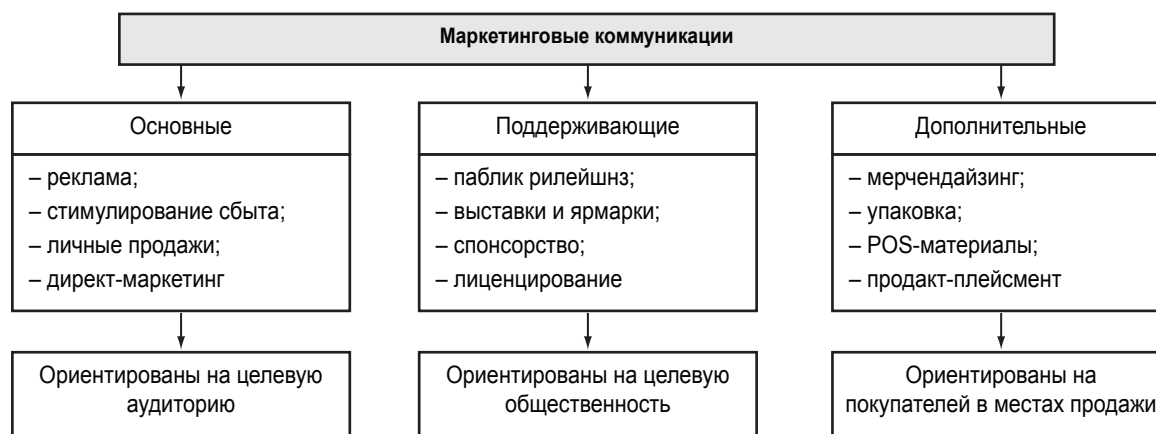 Маркетинговые коммуникации
Основные
– реклама;
– стимулирование сбыта;
– личные продажи;
– директ-маркетинг
Ориентированы на целевую
аудиторию
Поддерживающие
– паблик рилейшнз;
– выставки и ярмарки;
– спонсорство;
– лиценцирование
Ориентированы на целевую
общественность
Дополнительные
– мерчендайзинг;
– упаковка;
– POS-материалы;
– продакт-плейсмент
Ориентированы на
покупателей в местах продажи